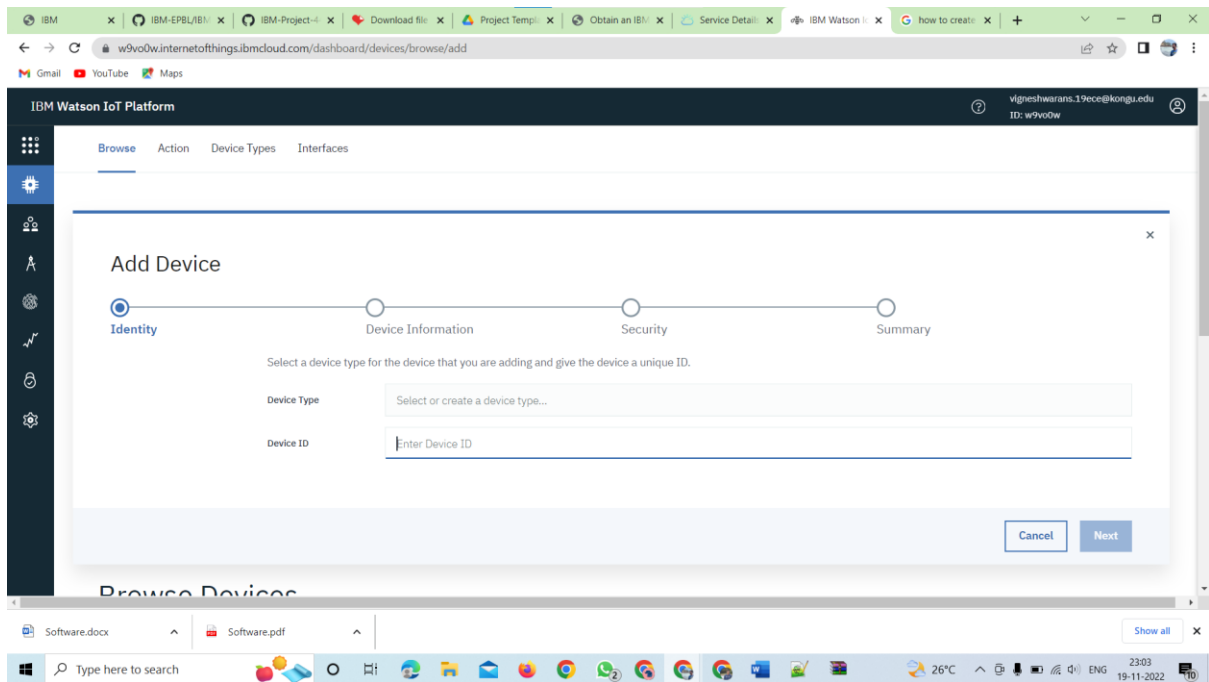 IBM
IBM-EPBL/IBM
IBM-Project-4
Download file
Project Templ
Obtain an IBM
Service Details
IBM Watson I
how to create
w9vo0w.internetofthings.ibmcloud.com/dashboard/devices/browse/add
Gmail YouTube Maps
IBM Watson IoT Platform
vigneshwarans.19ece@kongu.edu
ID: w9vo0w
Browse Action Device Types Interfaces
Add Device
Identity Device Information Security Summary
Select a device type for the device that you are adding and give the device a unique ID.
Device Type Select or create a device type...
Device ID Enter Device ID
Cancel Next
Browse Devices
Software.docx Software.pdf Show all
Type here to search
2
26°C ENG 23:03
19-11-2022
10